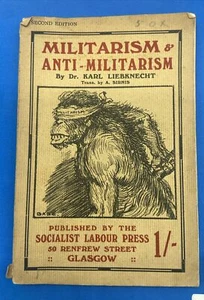 SECOND EDITION
MILITARISM &
ANTI-MILITARISM
By Dr. KARL LIEBKNECHT
Trans. by A. SIRNIS
PUBLISHED BY THE
SOCIALIST LABOUR PRESS
50 RENFREW STREET
:: GLASGOW ::
1/-